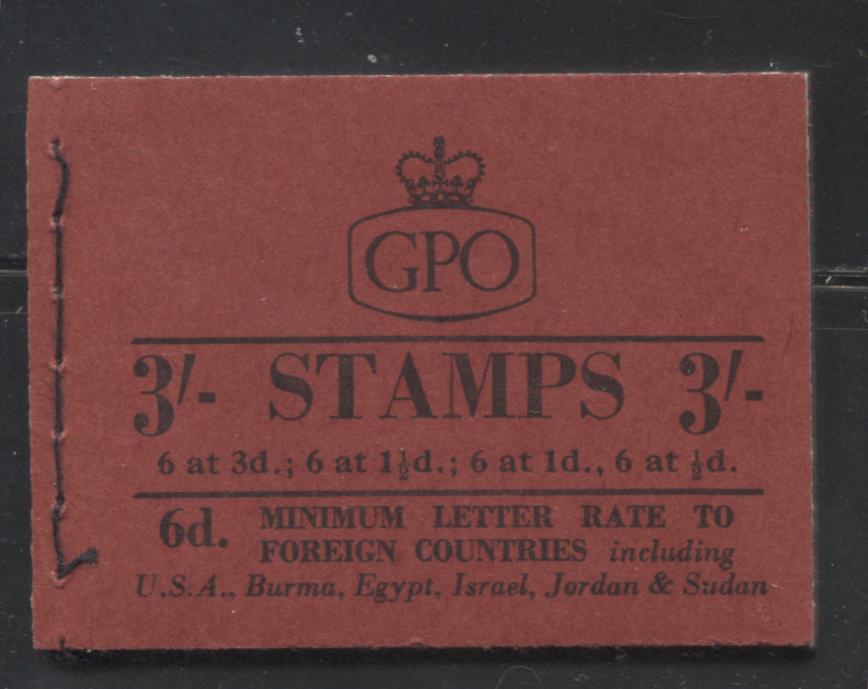 GPO
3/- STAMPS 3/-
6 at 3d.; 6 at 1½d.; 6 at 1d., 6 at ½d.
6d. MINIMUM LETTER RATE TO
FOREIGN COUNTRIES including
U.S.A., Burma, Egypt, Israel, Jordan & Sudan